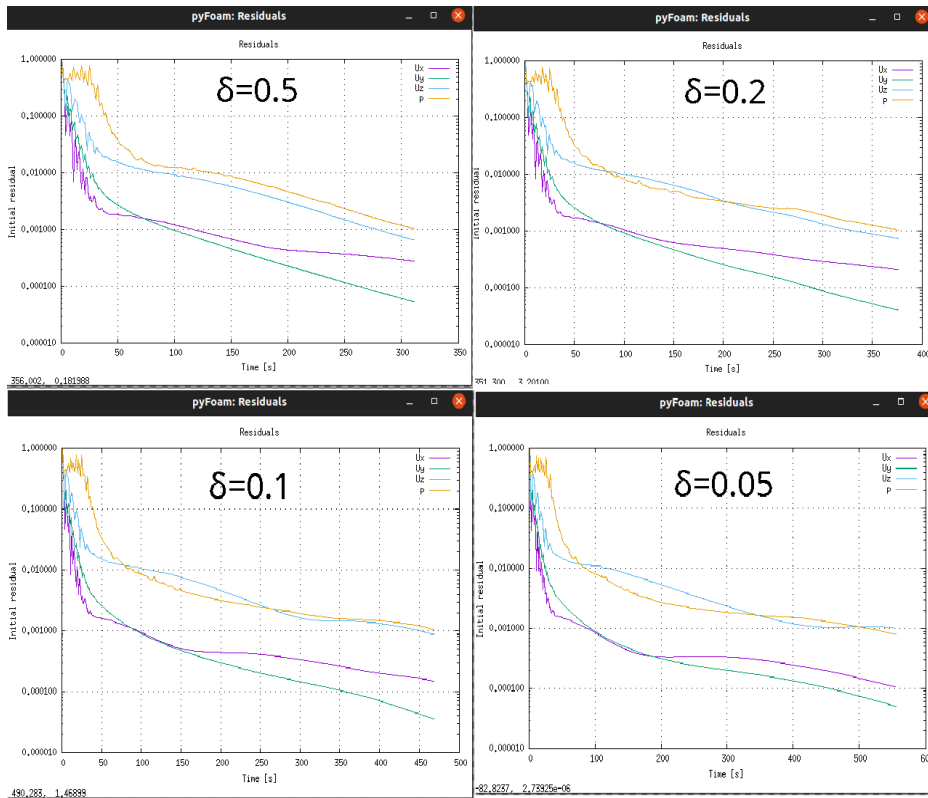 pyFoam: Residuals
Residuals
δ=0.5
Ux
Uy
Uz
p
1,000000
0,100000
0,010000
0,001000
0,000100
0,000010
Initial residual
0 50 100 150 200 250 300 350
Time [s]
356,002, 0,181988
pyFoam: Residuals
Residuals
δ=0.2
Ux
Uy
Uz
p
1,000000
0,100000
0,010000
0,001000
0,000100
0,000010
Initial residual
0 50 100 150 200 250 300 350 400
Time [s]
351,300, 3,20100
pyFoam: Residuals
Residuals
δ=0.1
Ux
Uy
Uz
p
1,000000
0,100000
0,010000
0,001000
0,000100
0,000010
Initial residual
0 50 100 150 200 250 300 350 400 450 500
Time [s]
490,283, 1,46899
pyFoam: Residuals
Residuals
δ=0.05
Ux
Uy
Uz
p
1,000000
0,100000
0,010000
0,001000
0,000100
0,000010
Initial residual
0 100 200 300 400 500 600
Time [s]
-82,8237, 2,73925e-06